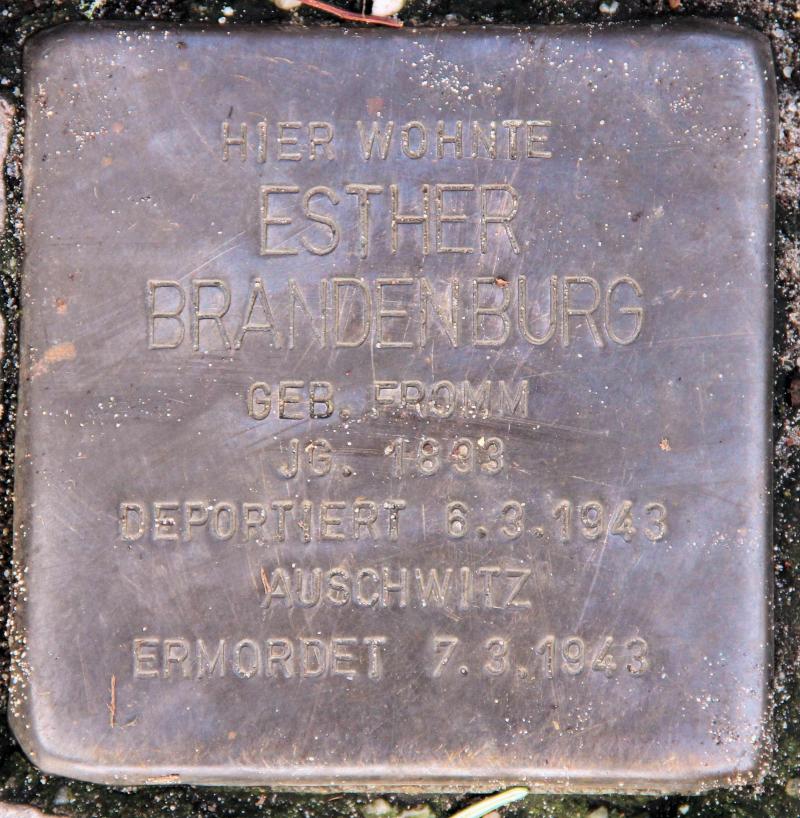 HIER WOHNTE
ESTHER
BRANDENBURG
GEB. FROMM
JG. 1893
DEPORTIERT 6.3.1943
AUSCHWITZ
ERMORDET 7.3.1943